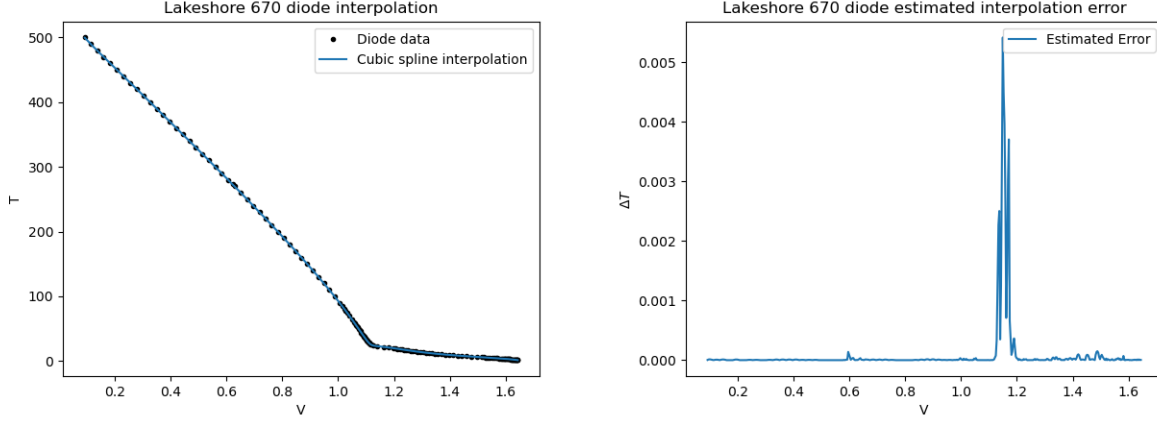 Lakeshore 670 diode interpolation
Diode data
Cubic spline interpolation
500
400
300
200
100
0
T
0.2 0.4 0.6 0.8 1.0 1.2 1.4 1.6
V
Lakeshore 670 diode estimated interpolation error
Estimated Error
0.005
0.004
0.003
0.002
0.001
0.000
ΔT
0.2 0.4 0.6 0.8 1.0 1.2 1.4 1.6
V